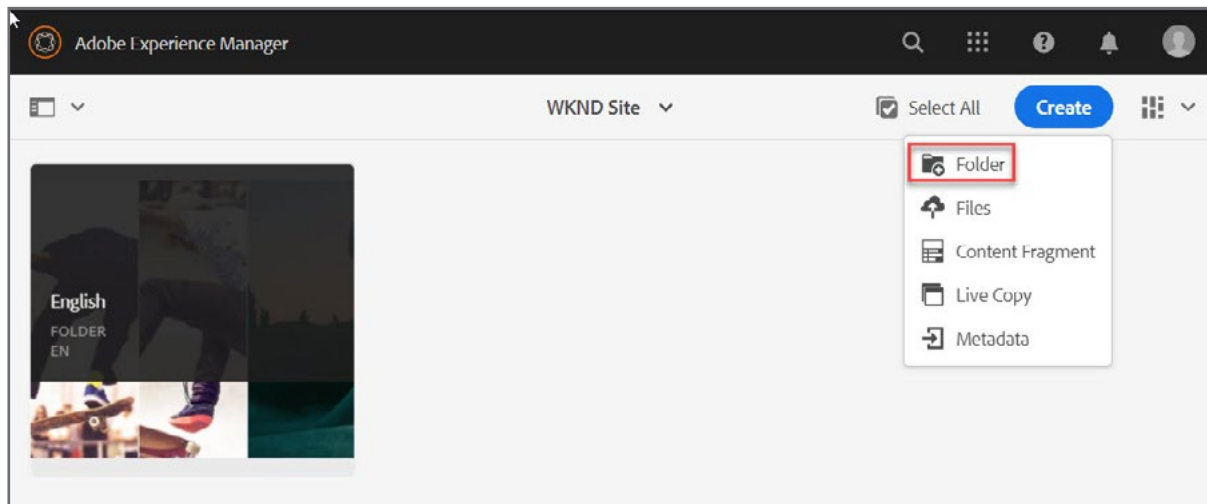 Adobe Experience Manager
WKND Site
Select All
Create
Folder
Files
Content Fragment
Live Copy
Metadata
English
FOLDER
EN